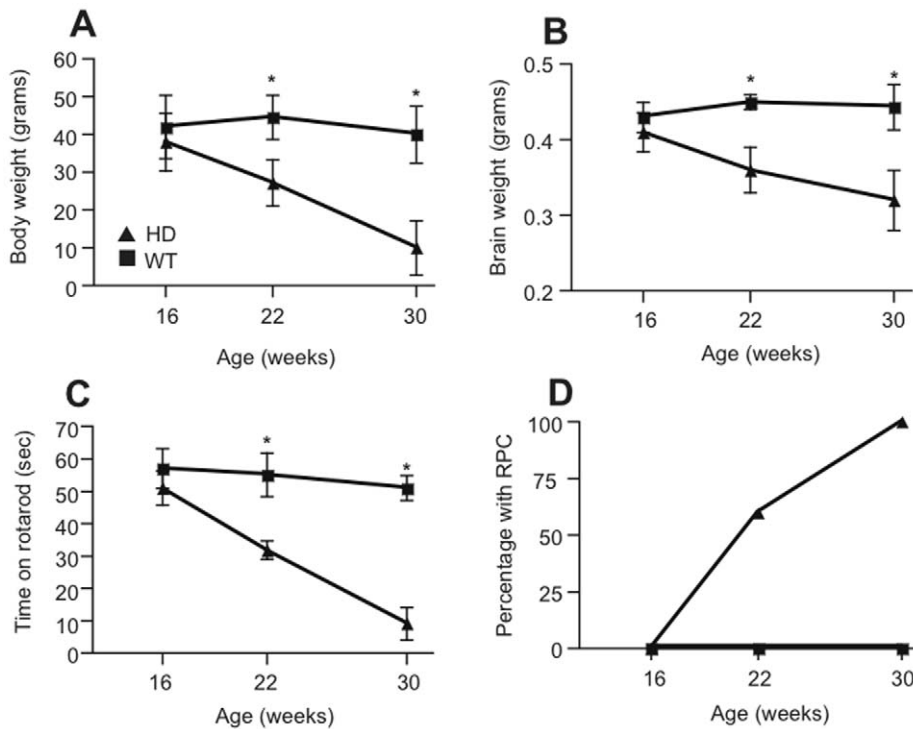 A
Body weight (grams)
60
50
40
30
20
10
0
* *
HD
WT
16 22 30
Age (weeks)
B
Brain weight (grams)
0.5
0.4
0.3
0.2
* *
16 22 30
Age (weeks)
C
Time on rotarod (sec)
70
60
50
40
30
20
10
0
* *
16 22 30
Age (weeks)
D
Percentage with RPC
100
75
50
25
0
16 22 30
Age (weeks)